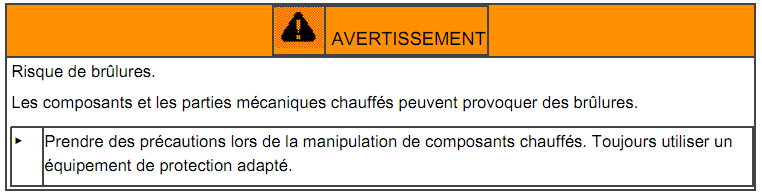 AVERTISSEMENT
Risque de brûlures.
Les composants et les parties mécaniques chauffés peuvent provoquer des brûlures.
Prendre des précautions lors de la manipulation de composants chauffés. Toujours utiliser un
équipement de protection adapté.